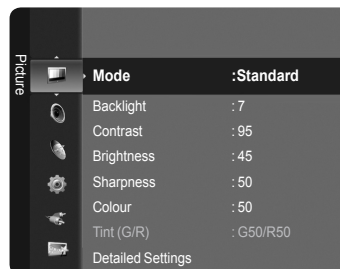 Picture
Mode :Standard
Backlight : 7
Contrast : 95
Brightness : 45
Sharpness : 50
Colour : 50
Tint (G/R) : G50/R50
Detailed Settings